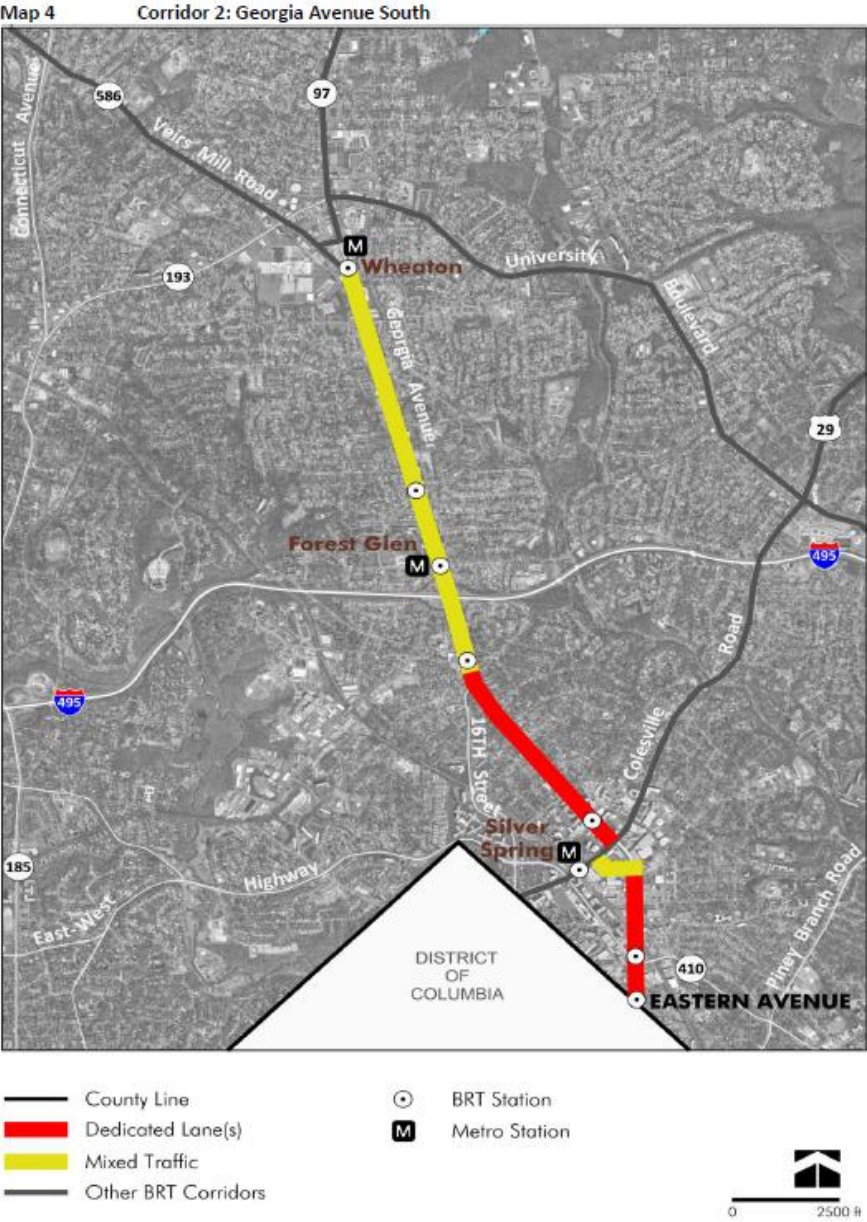 Map 4 Corridor 2: Georgia Avenue South
586
97
Connecticut Avenue
Veirs Mill Road
M
Wheaton
193
University Boulevard
Georgia Avenue
29
Forest Glen
M
495
495
Road
Colesville
16TH Street
Silver
Spring M
185
Highway
East-West
Piney Branch Road
DISTRICT
OF
COLUMBIA
410
EASTERN AVENUE
County Line
Dedicated Lane(s)
Mixed Traffic
Other BRT Corridors
BRT Station
M Metro Station
0 2500 ft